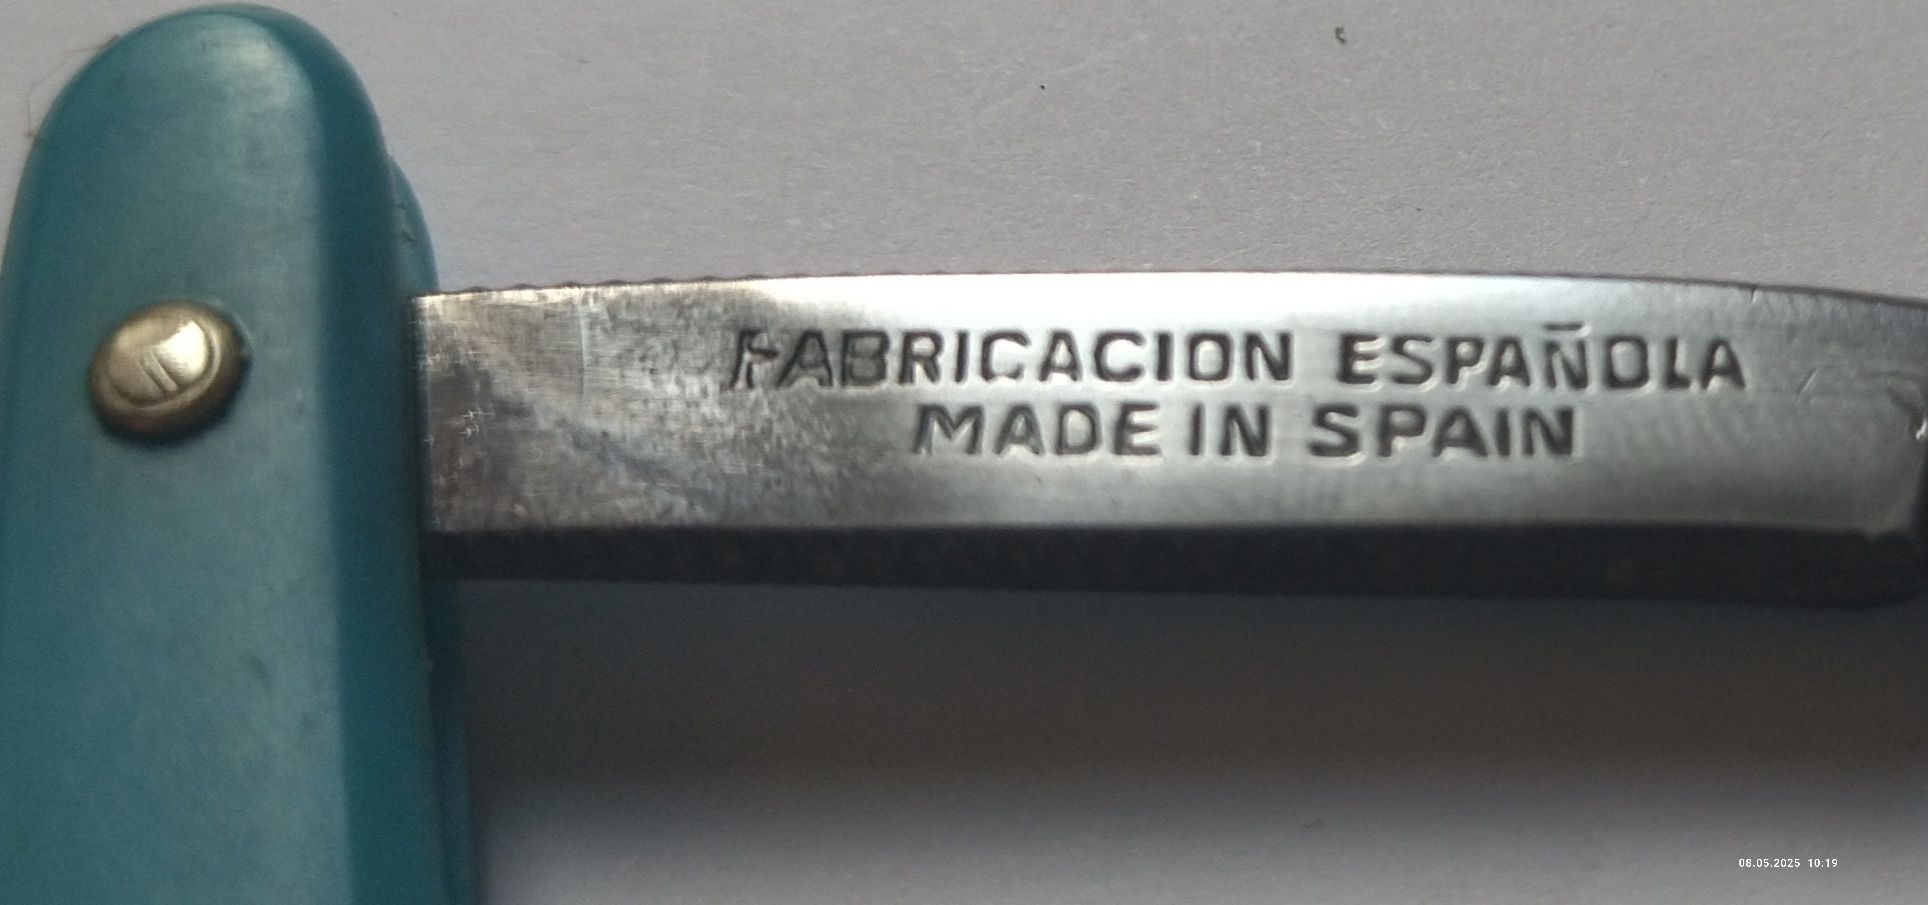 FABRICACION ESPAÑOLA
MADE IN SPAIN
08.05.2025 10:19